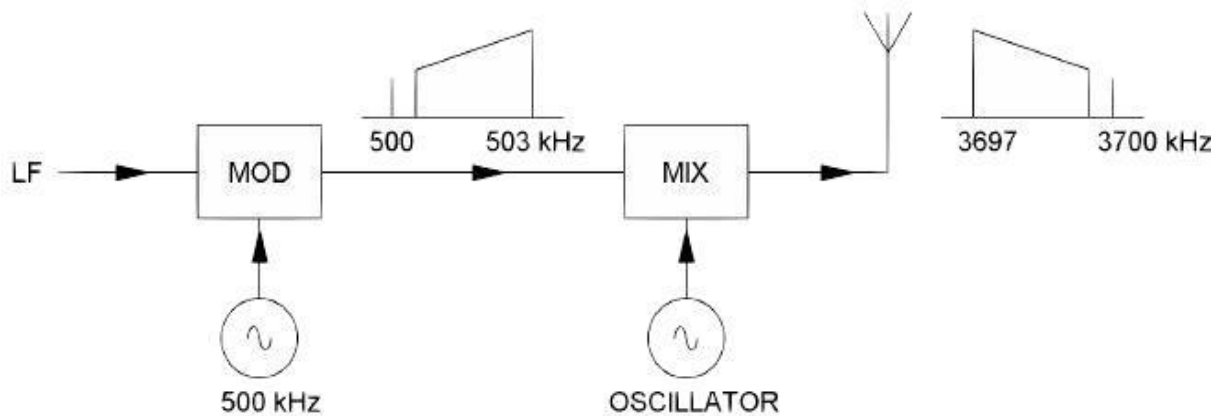 500 503 kHz
3697 3700 kHz
LF MOD MIX
500 kHz OSCILLATOR